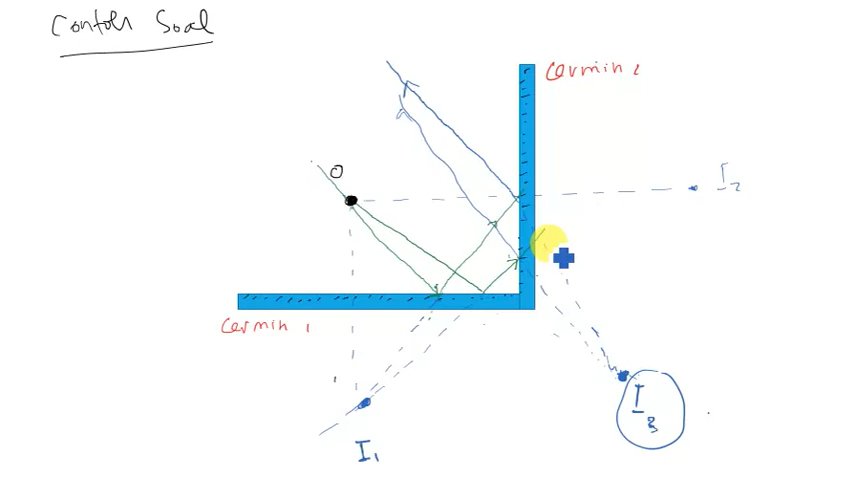 Contoh Soal
Cermin 2
O
I2
Cermin 1
I1
I3